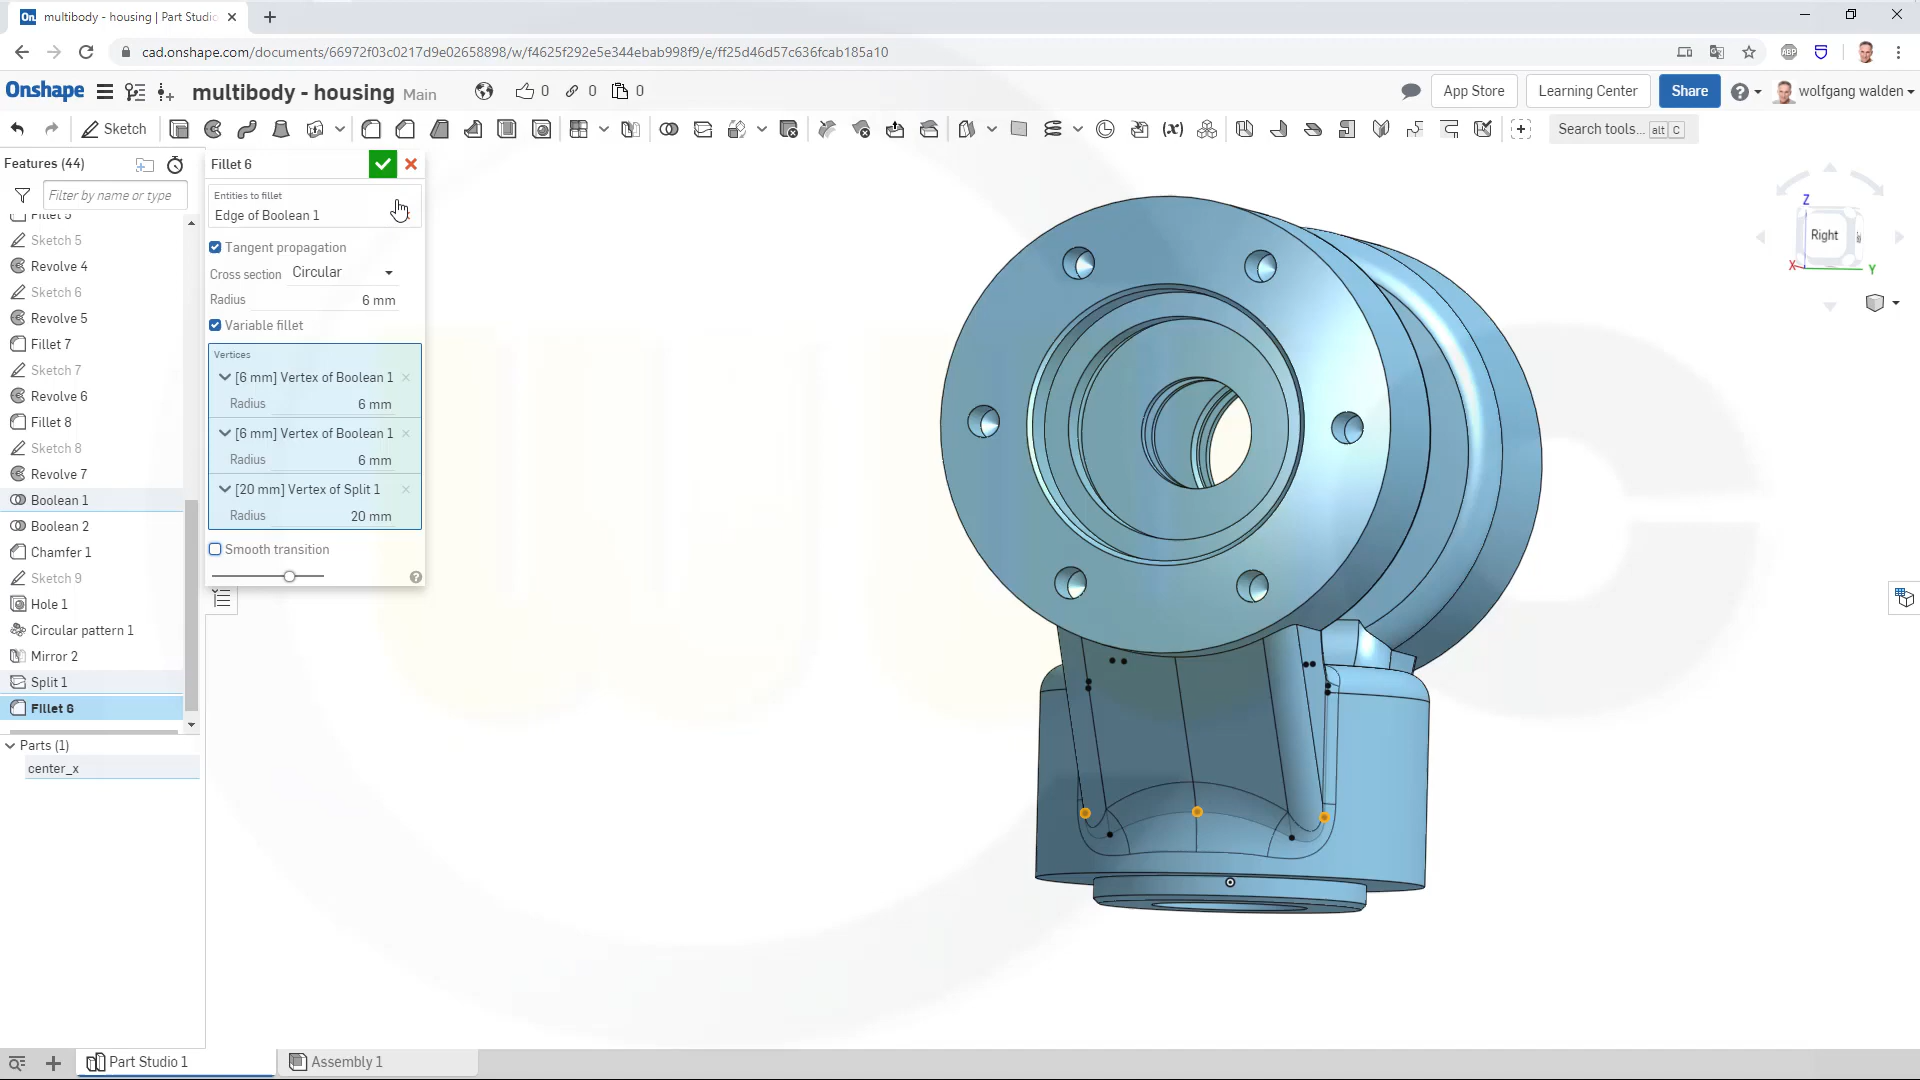 On. multibody - housing | Part Studio
cad.onshape.com/documents/66972f03c0217d9e02658898/w/f4625f292e5e344ebab998f9/e/ff25d46d57c636fcab185a10
ABP
Onshape multibody - housing Main 0 0 0 App Store Learning Center Share wolfgang walden
Sketch (x) Search tools... alt C
Features (44)
Filter by name or type
Fillet 5
Sketch 5
Revolve 4
Sketch 6
Revolve 5
Fillet 7
Sketch 7
Revolve 6
Fillet 8
Sketch 8
Revolve 7
Boolean 1
Boolean 2
Chamfer 1
Sketch 9
Hole 1
Circular pattern 1
Mirror 2
Split 1
Fillet 6
Parts (1)
center_x
Fillet 6
Entities to fillet
Edge of Boolean 1
Tangent propagation
Cross section Circular
Radius 6 mm
Variable fillet
Vertices
[6 mm] Vertex of Boolean 1
Radius 6 mm
[6 mm] Vertex of Boolean 1
Radius 6 mm
[20 mm] Vertex of Split 1
Radius 20 mm
Smooth transition
Z
Right
X
Y
Part Studio 1
Assembly 1